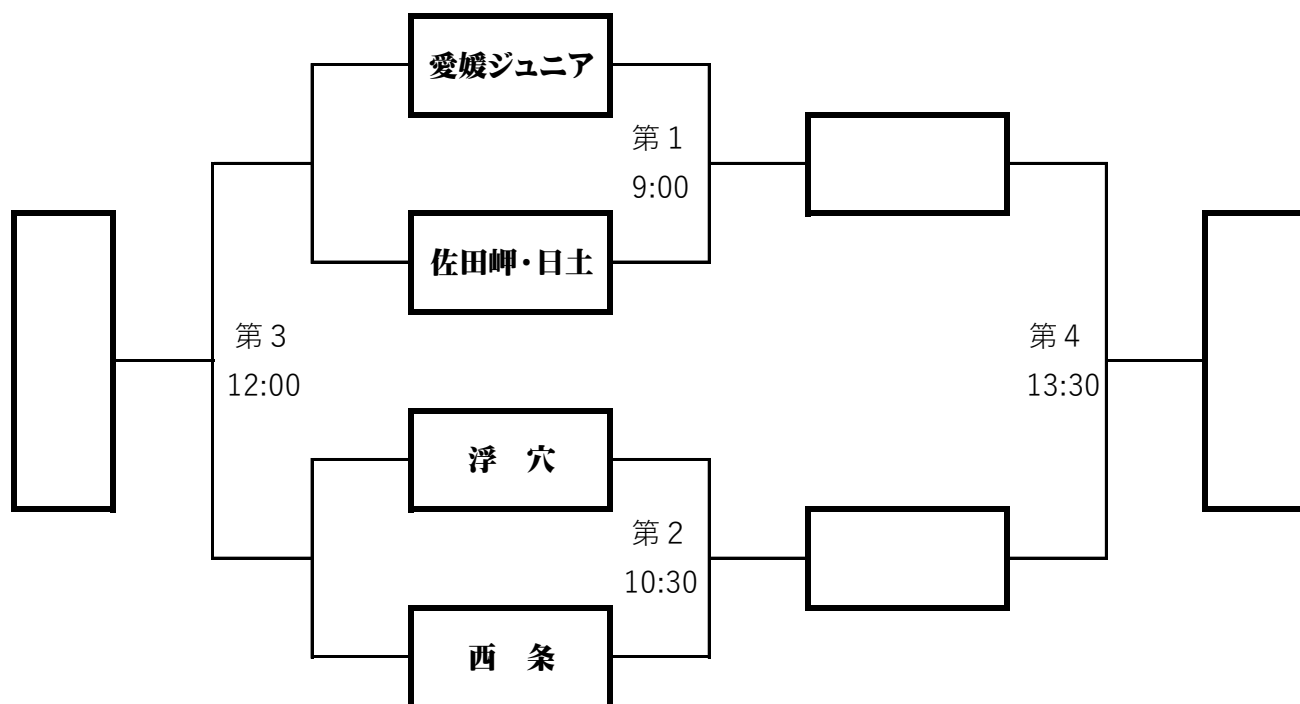 愛媛ジュニア
第１
9:00
佐田岬・日土
第３
12:00
第４
13:30
浮　穴
第２
10:30
西　条